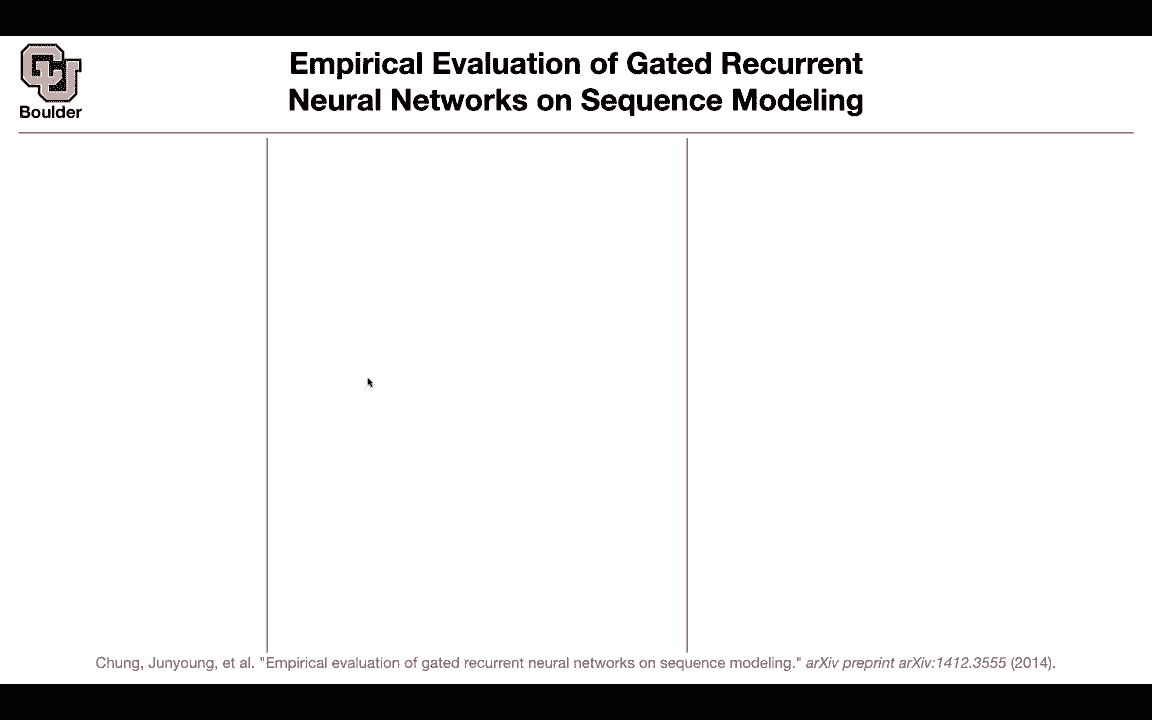 Empirical Evaluation of Gated Recurrent
Neural Networks on Sequence Modeling
CU
Boulder
Chung, Junyoung, et al. "Empirical evaluation of gated recurrent neural networks on sequence modeling." arXiv preprint arXiv:1412.3555 (2014).